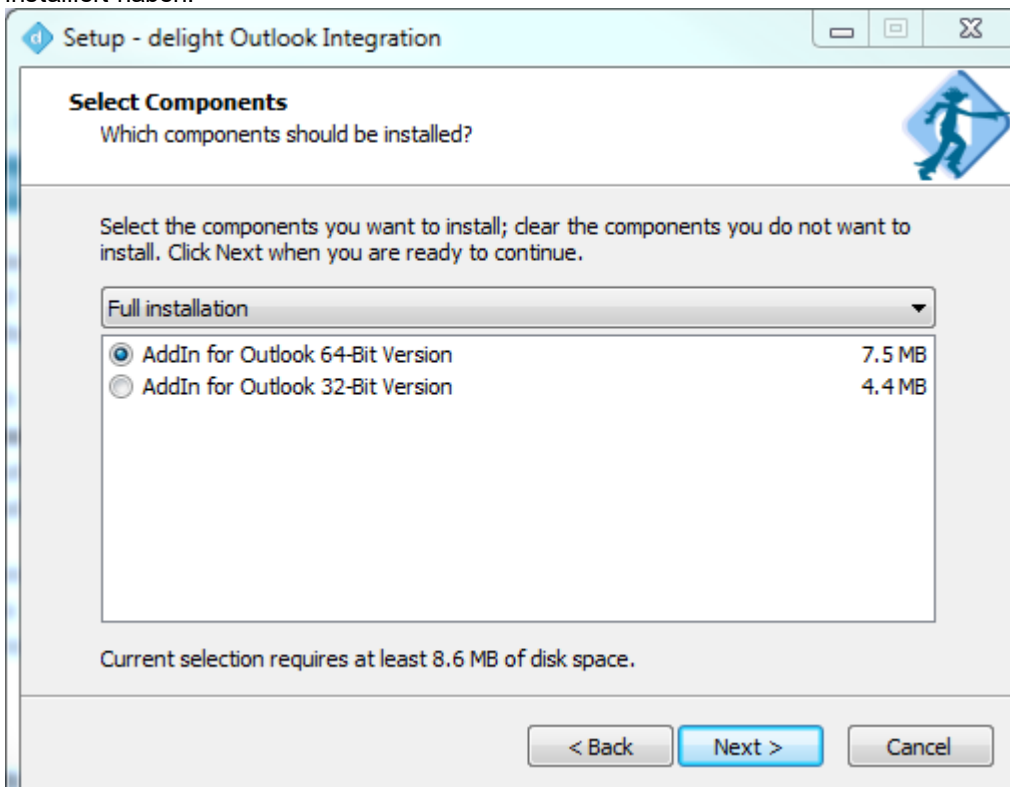 installiert haben.
Setup - delight Outlook Integration
Select Components
Which components should be installed?
Select the components you want to install; clear the components you do not want to
install. Click Next when you are ready to continue.
Full installation
AddIn for Outlook 64-Bit Version 7.5 MB
AddIn for Outlook 32-Bit Version 4.4 MB
Current selection requires at least 8.6 MB of disk space.
< Back Next > Cancel